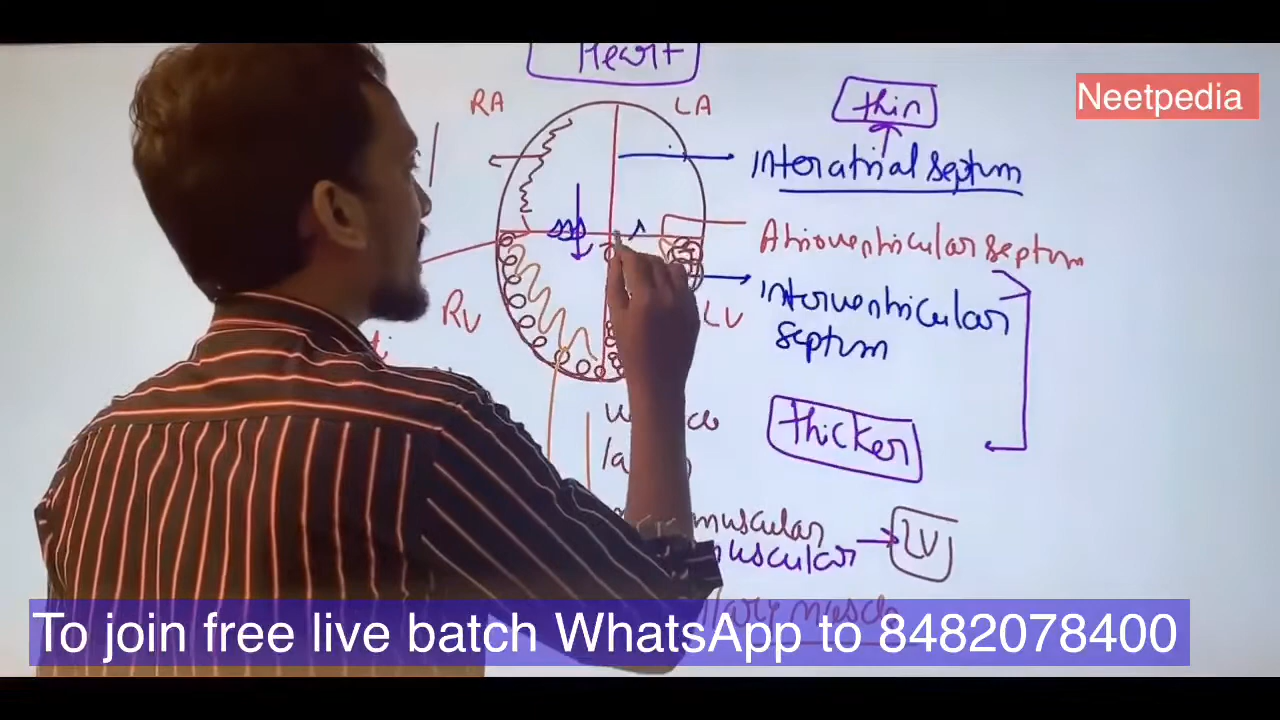 Heart
Neetpedia
RA
LA
thin
Interatrial septum
Atrioventricular septum
Interventricular
septum
RV
LV
thicker
muscular
muscular → LV
To join free live batch WhatsApp to 8482078400